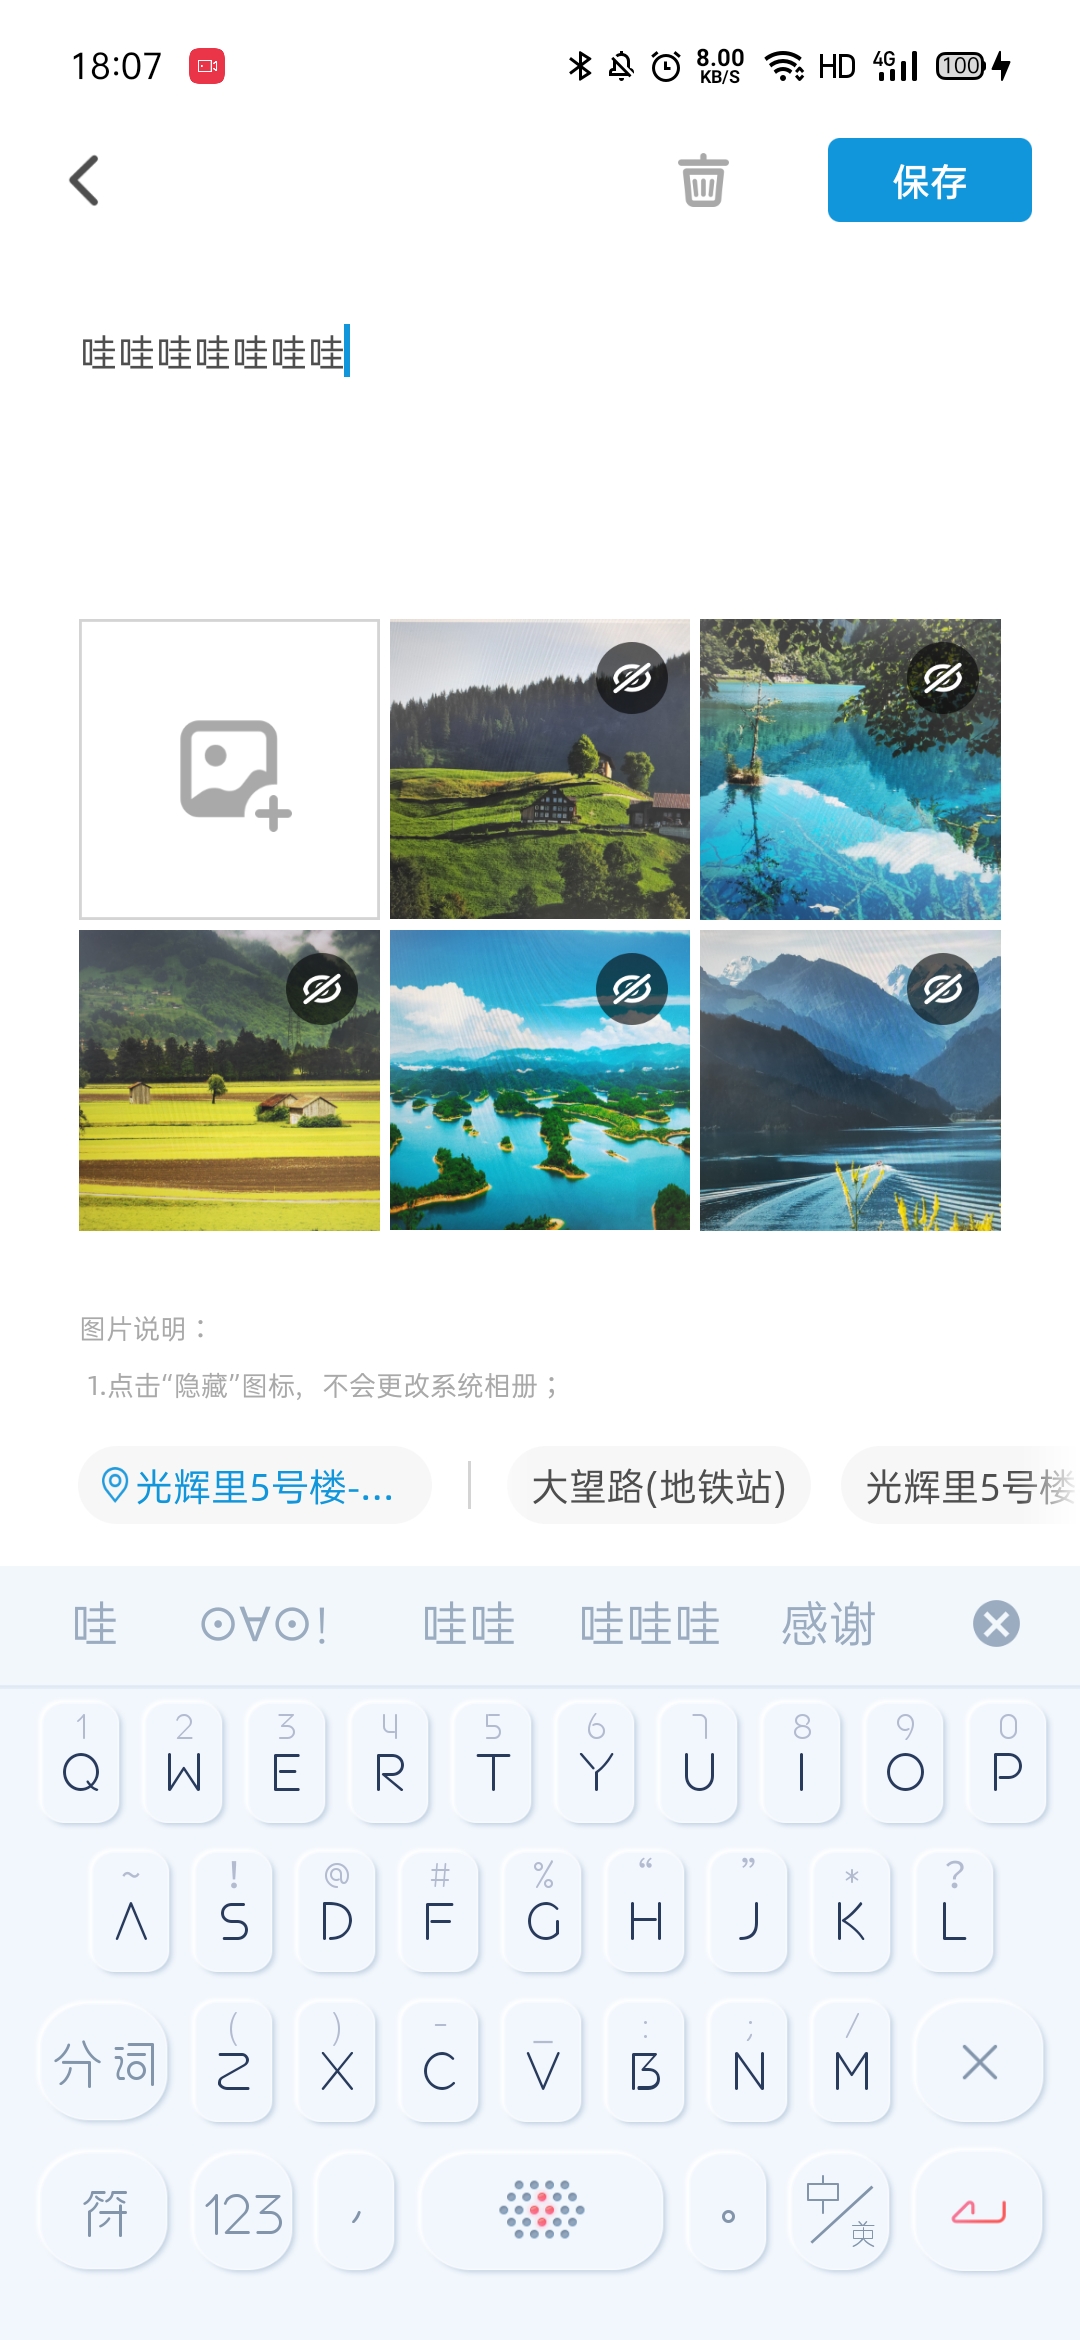 18:07 8.00 KB/S HD 4G 100
保存
哇哇哇哇哇哇哇
图片说明：
1.点击“隐藏”图标，不会更改系统相册；
光辉里5号楼-... 大望路(地铁站) 光辉里5号楼
哇 ⊙∀⊙! 哇哇 哇哇哇 感谢
1 2 3 4 5 6 7 8 9 0
Q W E R T Y U I O P
~ ! @ # % “ ” * ?
A S D F G H J K L
( ) - _ : ; /
分词 Z X C V B N M
符 123 , 。 中/英